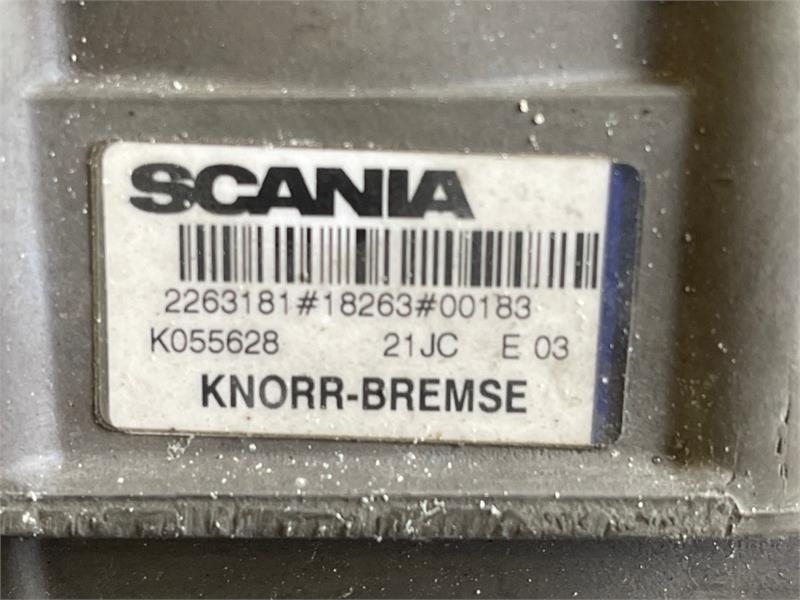 SCANIA
2263181#18263#00183
K055628 21JC E 03
KNORR-BREMSE